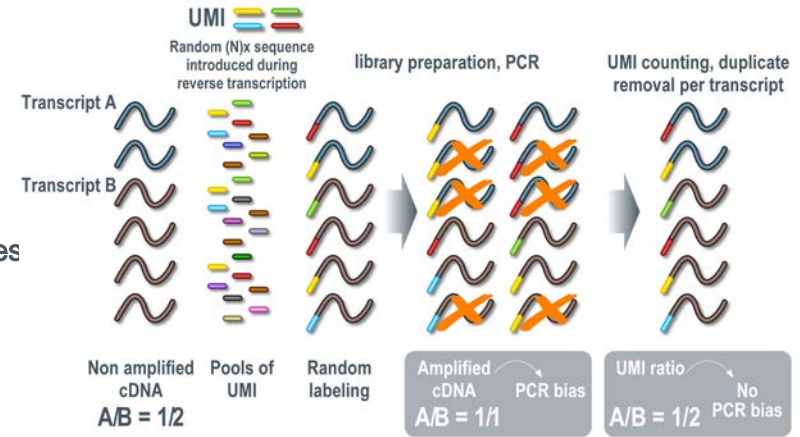 UMI
Random (N)x sequence
introduced during
reverse transcription
library preparation, PCR
UMI counting, duplicate
removal per transcript
Transcript A
Transcript B
es
Non amplified
cDNA
A/B = 1/2
Pools of
UMI
Random
labeling
Amplified
cDNA
PCR bias
A/B = 1/1
UMI ratio
No
PCR bias
A/B = 1/2